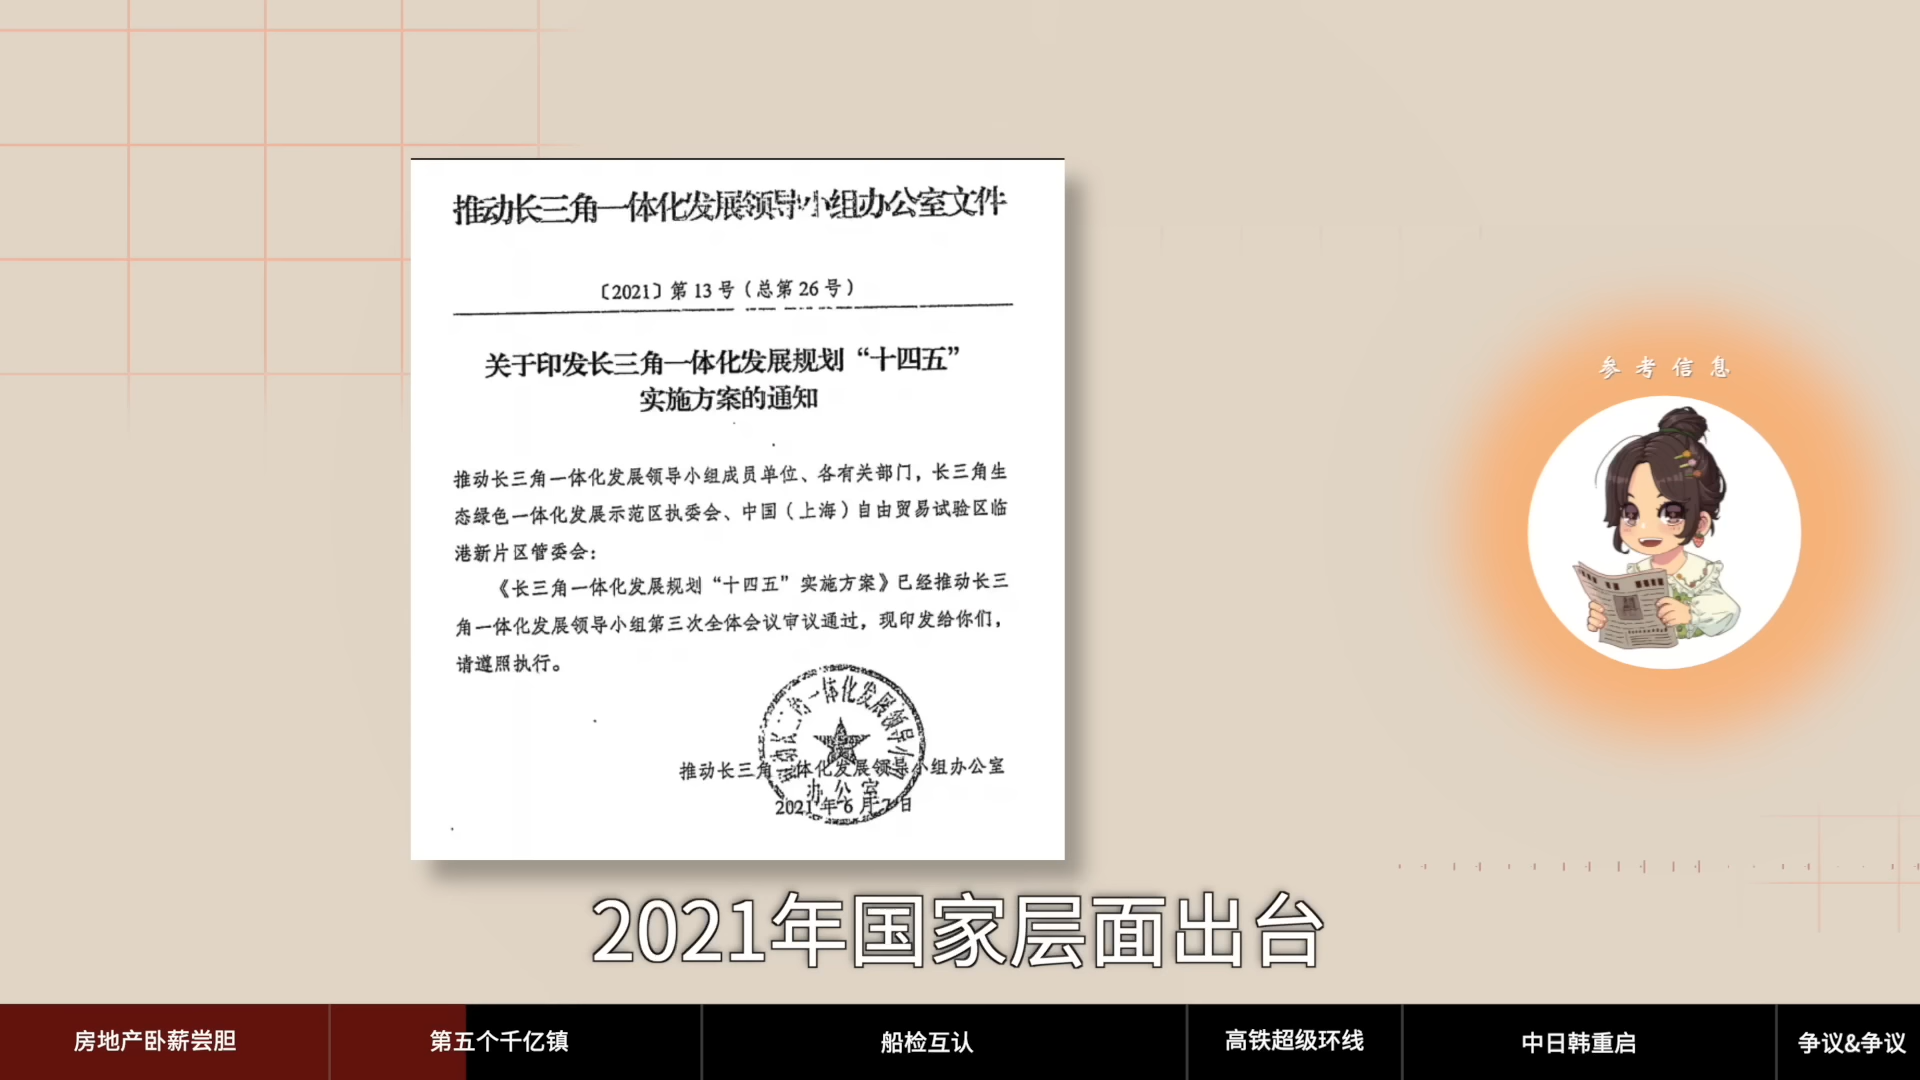 推动长三角一体化发展领导小组办公室文件
〔2021〕第 13 号（总第 26 号）
关于印发长三角一体化发展规划“十四五”
实施方案的通知
推动长三角一体化发展领导小组成员单位、各有关部门，长三角生
态绿色一体化发展示范区执委会、中国（上海）自由贸易试验区临
港新片区管委会：
《长三角一体化发展规划“十四五”实施方案》已经推动长三
角一体化发展领导小组第三次全体会议审议通过，现印发给你们，
请遵照执行。
推动长三角一体化发展领导小组办公室
2021 年 6 月 7 日
参考信息
2021年国家层面出台
房地产卧薪尝胆
第五个千亿镇
船检互认
高铁超级环线
中日韩重启
争议&争议